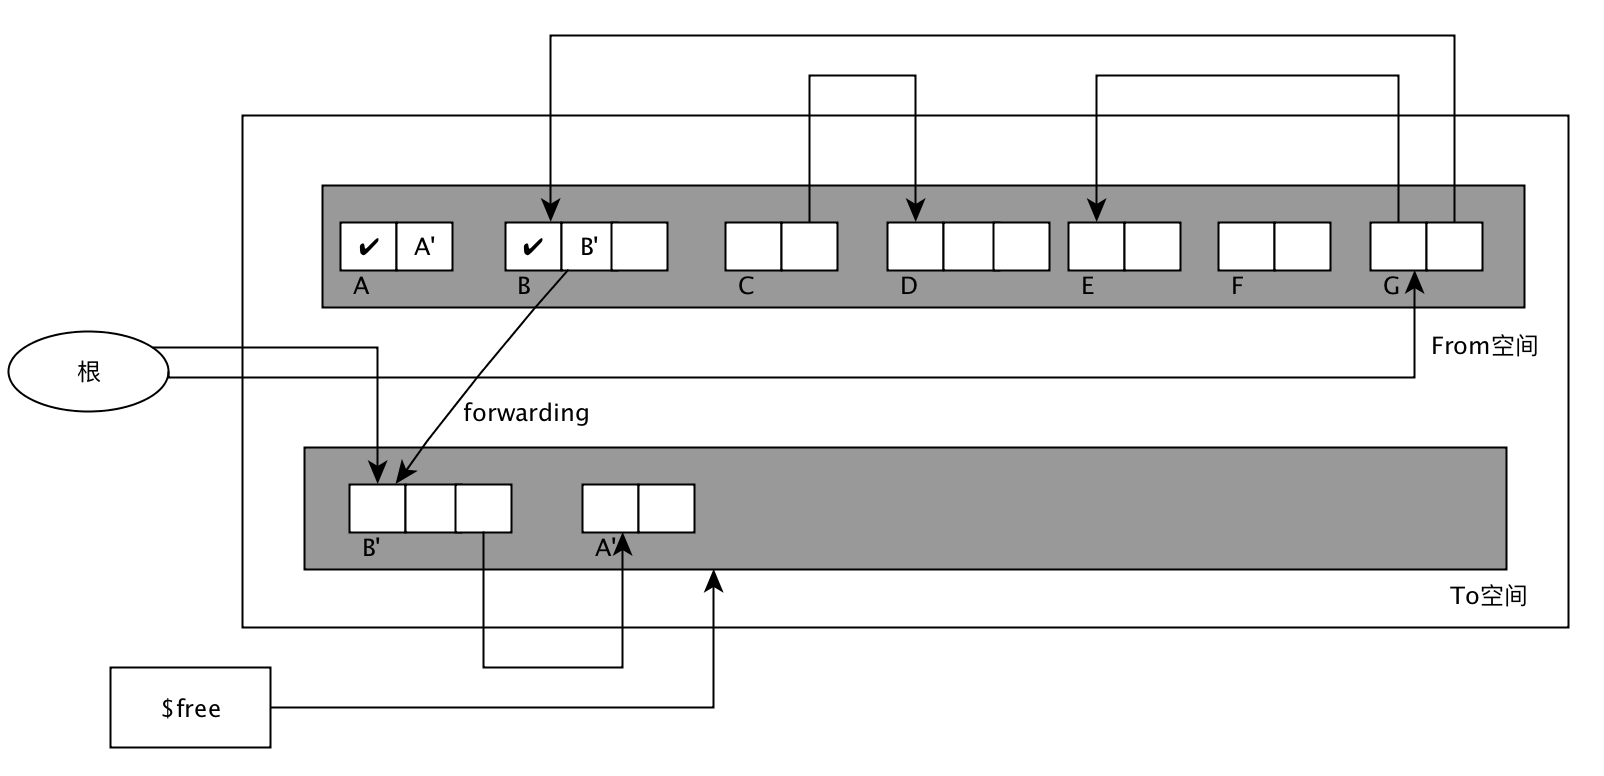 ✔ A' ✔ B'
A B C D E F G
From空间
根
forwarding
B' A'
To空间
$free